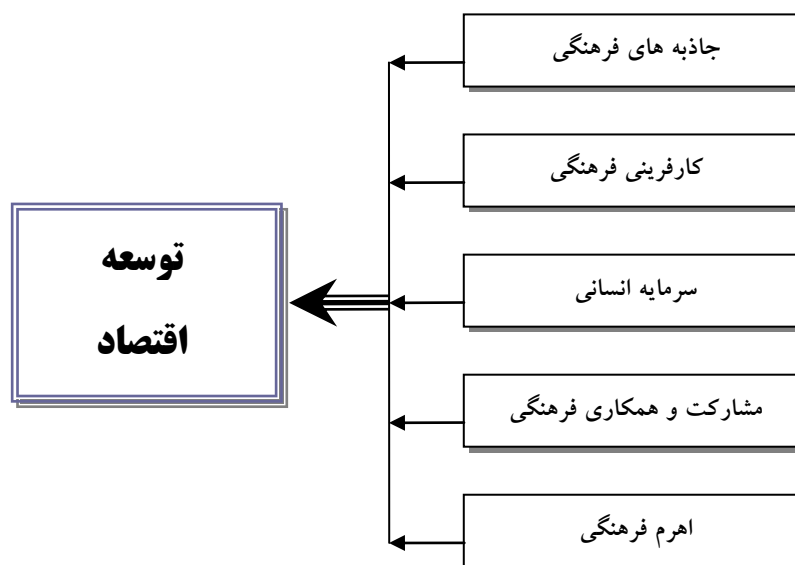 جاذبه های فرهنگی
کارفرینی فرهنگی
سرمایه انسانی
مشارکت و همکاری فرهنگی
اهرم فرهنگی
توسعه
اقتصاد